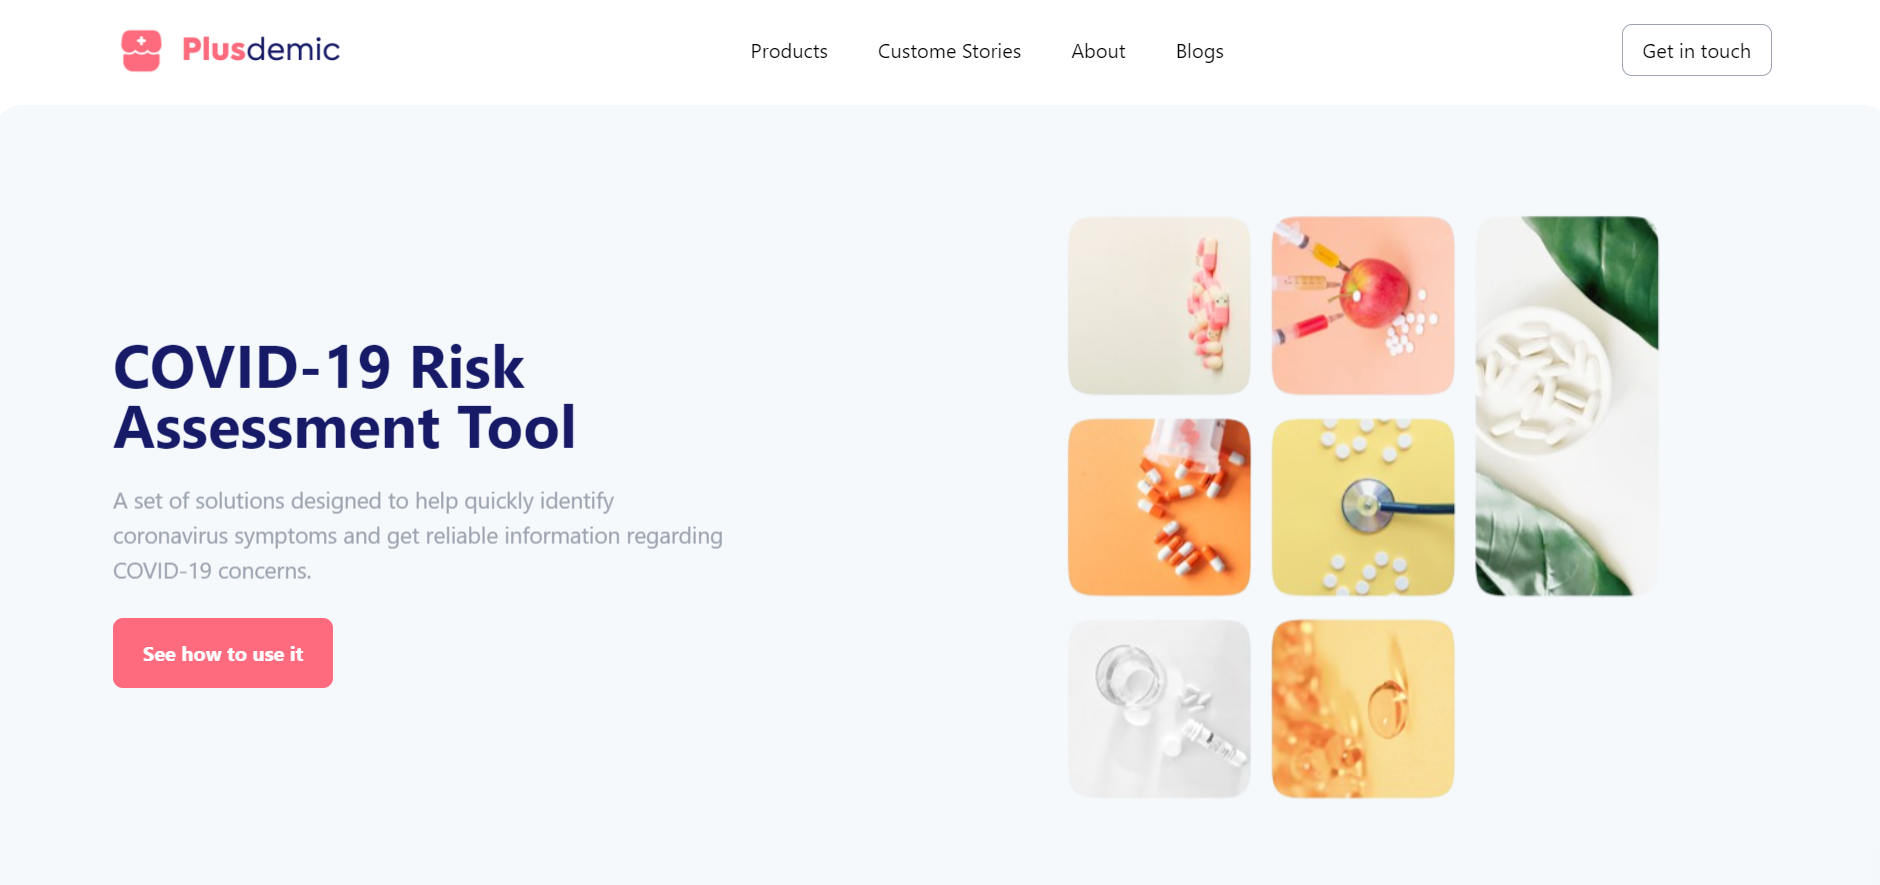 Plusdemic
Products
Custome Stories
About
Blogs
Get in touch
COVID-19 Risk
Assessment Tool
A set of solutions designed to help quickly identify
coronavirus symptoms and get reliable information regarding
COVID-19 concerns.
See how to use it